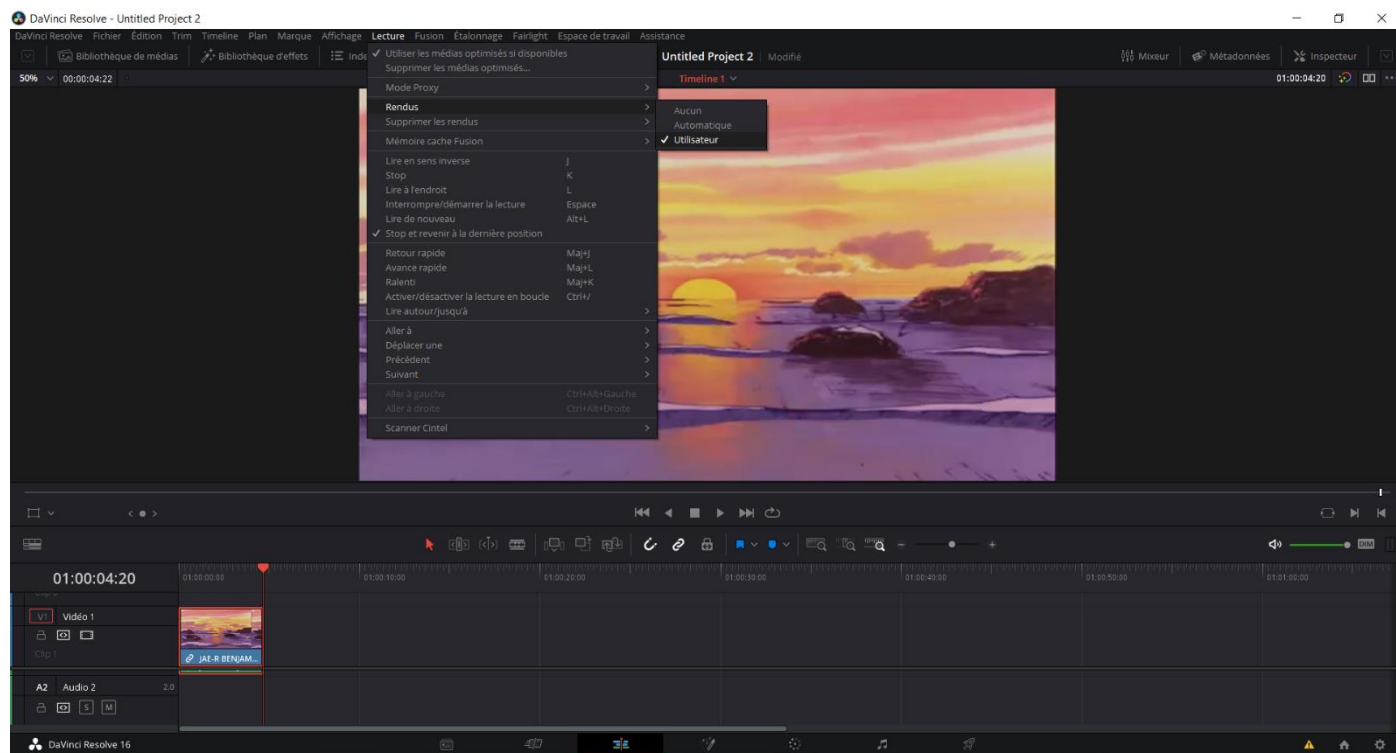 DaVinci Resolve - Untitled Project 2
DaVinci Resolve Fichier Édition Trim Timeline Plan Marque Affichage Lecture Fusion Étalonnage Fairlight Espace de travail Assistance
Bibliothèque de médias Bibliothèque d'effets Inde Untitled Project 2 Modifié Mixeur Métadonnées Inspecteur
50% 00:00:04:22 Timeline 1 01:00:04:20
Utiliser les médias optimisés si disponibles
Supprimer les médias optimisés...
Mode Proxy
Rendus
Supprimer les rendus
Mémoire cache Fusion
Aucun
Automatique
Utilisateur
Lire en sens inverse J
Stop K
Lire à l'endroit L
Interrompre/démarrer la lecture Espace
Lire de nouveau Alt+L
Stop et revenir à la dernière position
Retour rapide Maj+J
Avance rapide Maj+L
Ralenti Maj+K
Activer/désactiver la lecture en boucle Ctrl+/
Lire autour/jusqu'à
Aller à
Déplacer une
Précédent
Suivant
Aller à gauche Ctrl+Alt+Gauche
Aller à droite Ctrl+Alt+Droite
Scanner Cintel
DIM
01:00:04:20 01:00:00:00 01:00:10:00 01:00:20:00 01:00:30:00 01:00:40:00 01:00:50:00 01:01:00:00
V1 Vidéo 1
Clip 1
JAE-R BENJAM...
A2 Audio 2 2.0
S M
DaVinci Resolve 16